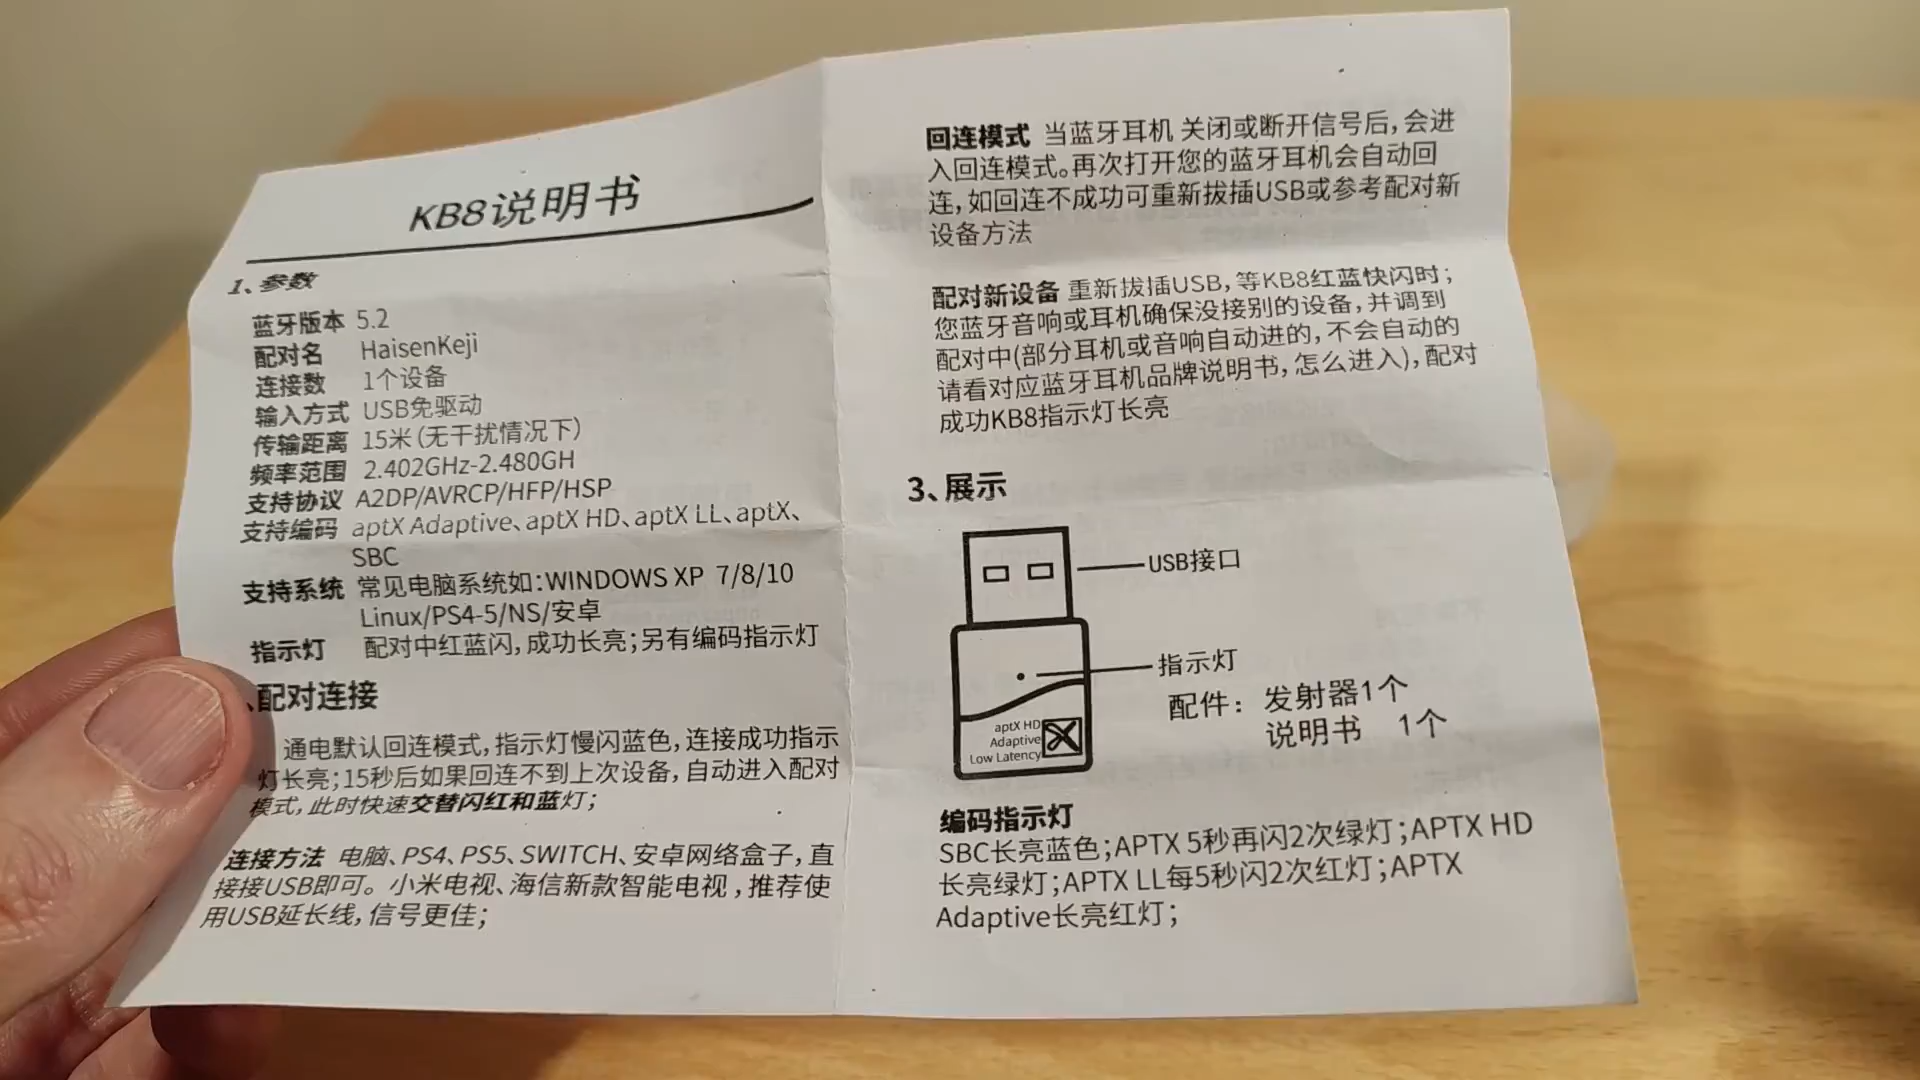 KB8说明书
1、参数
蓝牙版本 5.2
配对名 HaisenKeji
连接数 1个设备
输入方式 USB免驱动
传输距离 15米(无干扰情况下)
频率范围 2.402GHz-2.480GH
支持协议 A2DP/AVRCP/HFP/HSP
支持编码 aptX Adaptive、aptX HD、aptX LL、aptX、
SBC
支持系统 常见电脑系统如:WINDOWS XP 7/8/10
Linux/PS4-5/NS/安卓
指示灯 配对中红蓝闪,成功长亮;另有编码指示灯
、配对连接
通电默认回连模式,指示灯慢闪蓝色,连接成功指示
灯长亮;15秒后如果回连不到上次设备,自动进入配对
模式,此时快速交替闪红和蓝灯;
连接方法 电脑、PS4、PS5、SWITCH、安卓网络盒子,直
接接USB即可。小米电视、海信新款智能电视,推荐使
用USB延长线,信号更佳;
回连模式 当蓝牙耳机 关闭或断开信号后,会进
入回连模式。再次打开您的蓝牙耳机会自动回
连,如回连不成功可重新拔插USB或参考配对新
设备方法
配对新设备 重新拔插USB,等KB8红蓝快闪时;
您蓝牙音响或耳机确保没接别的设备,并调到
配对中(部分耳机或音响自动进的,不会自动的
请看对应蓝牙耳机品牌说明书,怎么进入),配对
成功KB8指示灯长亮
3、展示
USB接口
指示灯
配件: 发射器1个
说明书 1个
aptX HD
Adaptive
Low Latency
编码指示灯
SBC长亮蓝色;APTX 5秒再闪2次绿灯;APTX HD
长亮绿灯;APTX LL每5秒闪2次红灯;APTX
Adaptive长亮红灯;